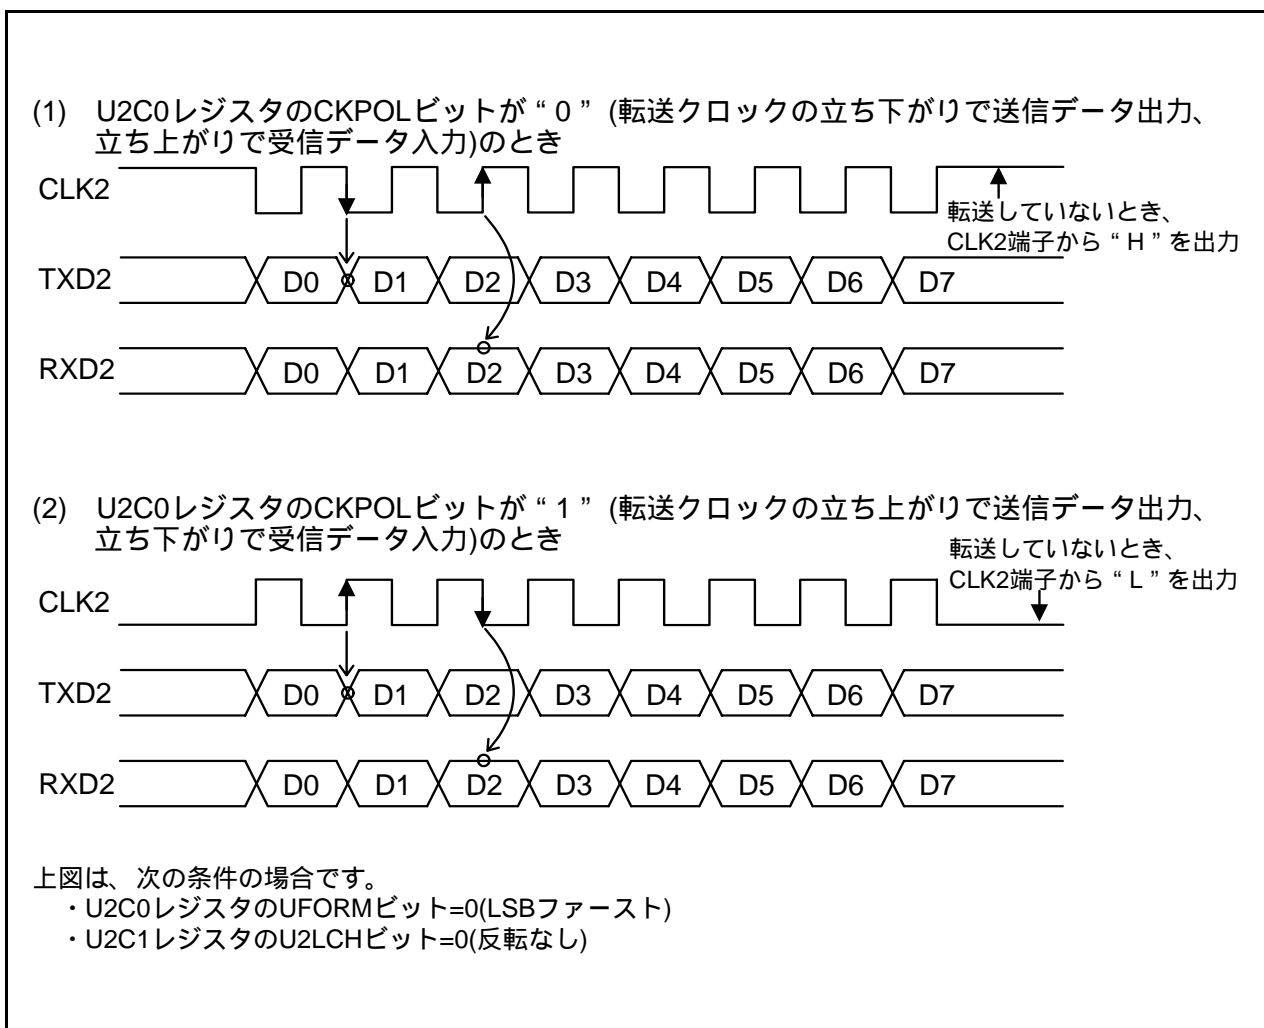 (1) U2C0レジスタのCKPOLビットが“0”(転送クロックの立ち下がりで送信データ出力、
立ち上がりで受信データ入力)のとき
CLK2
転送していないとき、
CLK2端子から“H”を出力
TXD2 D0 D1 D2 D3 D4 D5 D6 D7
RXD2 D0 D1 D2 D3 D4 D5 D6 D7
(2) U2C0レジスタのCKPOLビットが“1”(転送クロックの立ち上がりで送信データ出力、
立ち下がりで受信データ入力)のとき
転送していないとき、
CLK2端子から“L”を出力
CLK2
TXD2 D0 D1 D2 D3 D4 D5 D6 D7
RXD2 D0 D1 D2 D3 D4 D5 D6 D7
上図は、次の条件の場合です。
・U2C0レジスタのUFORMビット=0(LSBファースト)
・U2C1レジスタのU2LCHビット=0(反転なし)